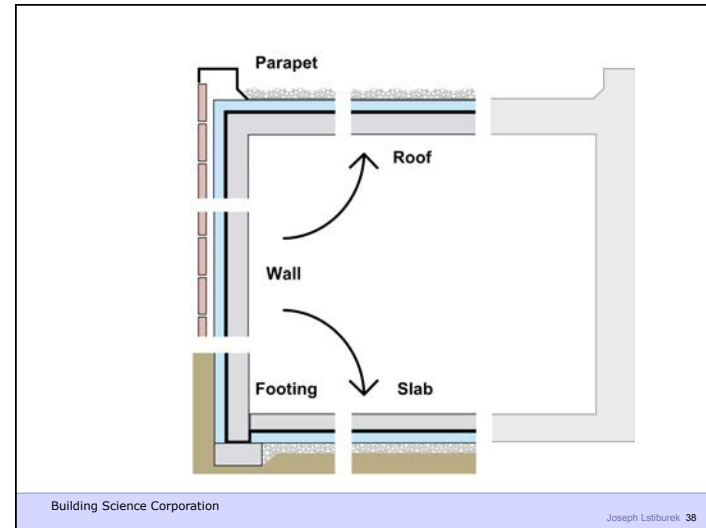 Parapet
Roof
Wall
Footing
Slab
Building Science Corporation
Joseph Lstiburek 38